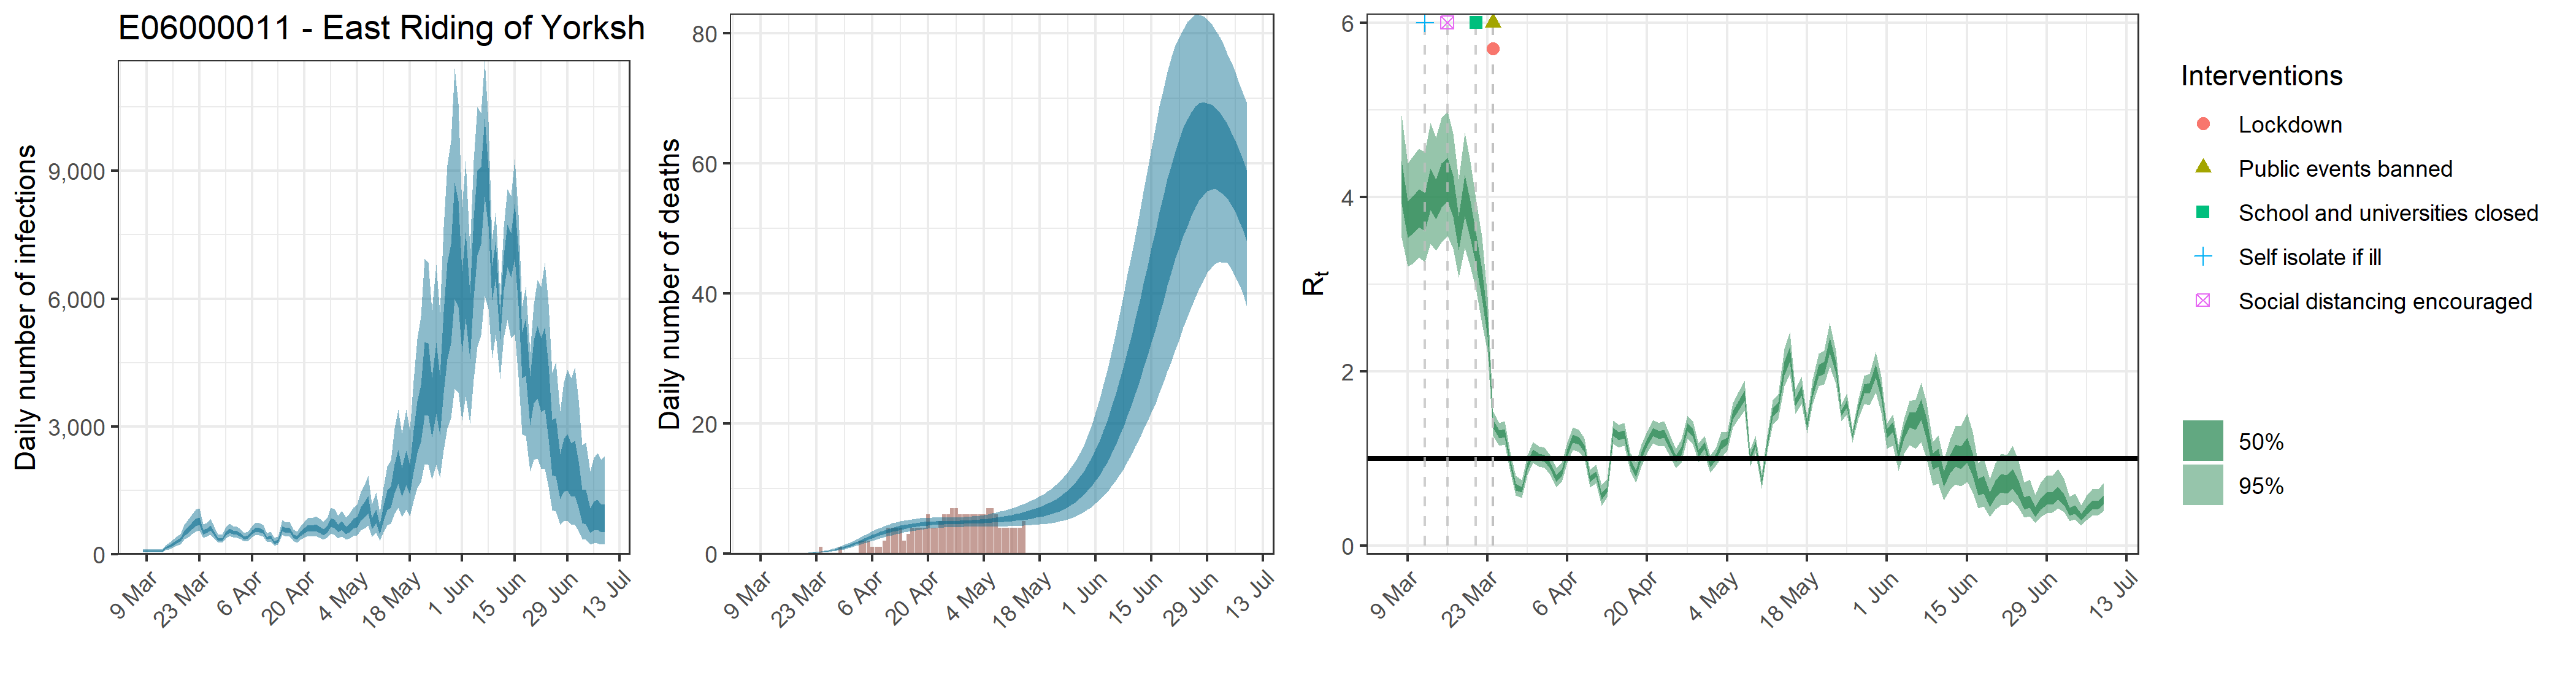 E06000011 - East Riding of Yorksh
Daily number of infections
9,000
6,000
3,000
0
9 Mar
23 Mar
6 Apr
20 Apr
4 May
18 May
1 Jun
15 Jun
29 Jun
13 Jul
Daily number of deaths
80
60
40
20
0
9 Mar
23 Mar
6 Apr
20 Apr
4 May
18 May
1 Jun
15 Jun
29 Jun
13 Jul
Rt
6
4
2
0
9 Mar
23 Mar
6 Apr
20 Apr
4 May
18 May
1 Jun
15 Jun
29 Jun
13 Jul
Interventions
Lockdown
Public events banned
School and universities closed
Self isolate if ill
Social distancing encouraged
50%
95%